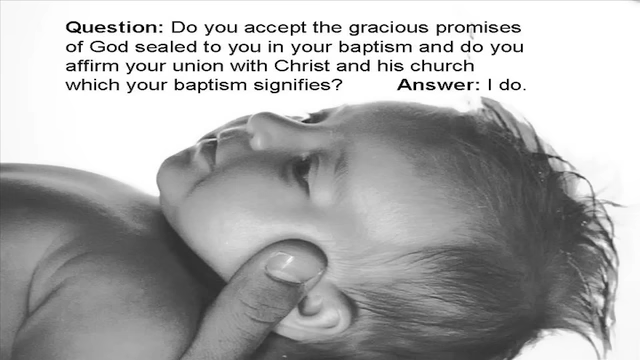 Question: Do you accept the gracious promises
of God sealed to you in your baptism and do you
affirm your union with Christ and his church
which your baptism signifies? Answer: I do.